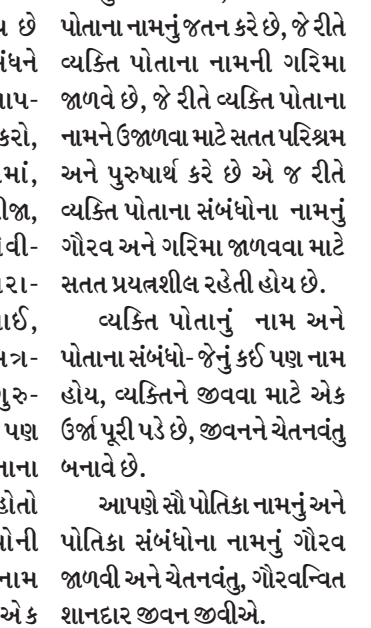 પોતાના નામનું જતન કરે છે, જે રીતે
વ્યક્તિ પોતાના નામની ગરિમા
જાળવે છે, જે રીતે વ્યક્તિ પોતાના
નામને ઉજાળવા માટે સતત પરિશ્રમ
અને પુરુષાર્થ કરે છે એ જ રીતે
વ્યક્તિ પોતાના સંબંધોના નામનું
ગૌરવ અને ગરિમા જાળવવા માટે
સતત પ્રયત્નશીલ રહેતી હોય છે.
વ્યક્તિ પોતાનું નામ અને
પોતાના સંબંધો- જેનું કઈ પણ નામ
હોય, વ્યક્તિને જીવવા માટે એક
ઉર્જા પૂરી પડે છે, જીવનને ચેતનવંતુ
બનાવે છે.
આપણે સૌ પોતિકા નામનું અને
પોતિકા સંબંધોના નામનું ગૌરવ
જાળવી અને ચેતનવંતુ, ગૌરવન્વિત
શાનદાર જીવન જીવીએ.